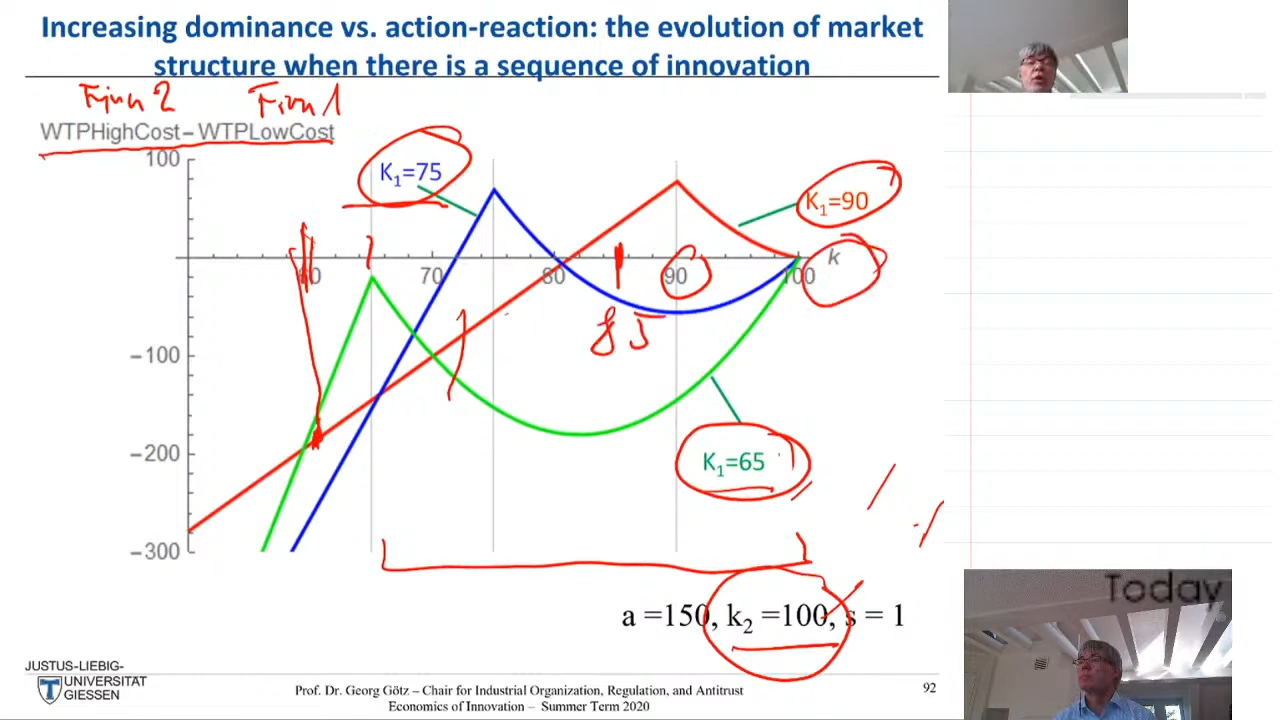 Increasing dominance vs. action-reaction: the evolution of market
structure when there is a sequence of innovation
Firm 2 Firm 1
WTPHighCost–WTPLowCost
100
K1=75
K1=90
k
60 70 80 90 100
85
-100
-200
K1=65
-300
a =150, k2 =100, s = 1
Today
JUSTUS-LIEBIG-
UNIVERSITAT
GIESSEN
Prof. Dr. Georg Götz – Chair for Industrial Organization, Regulation, and Antitrust
Economics of Innovation – Summer Term 2020
92